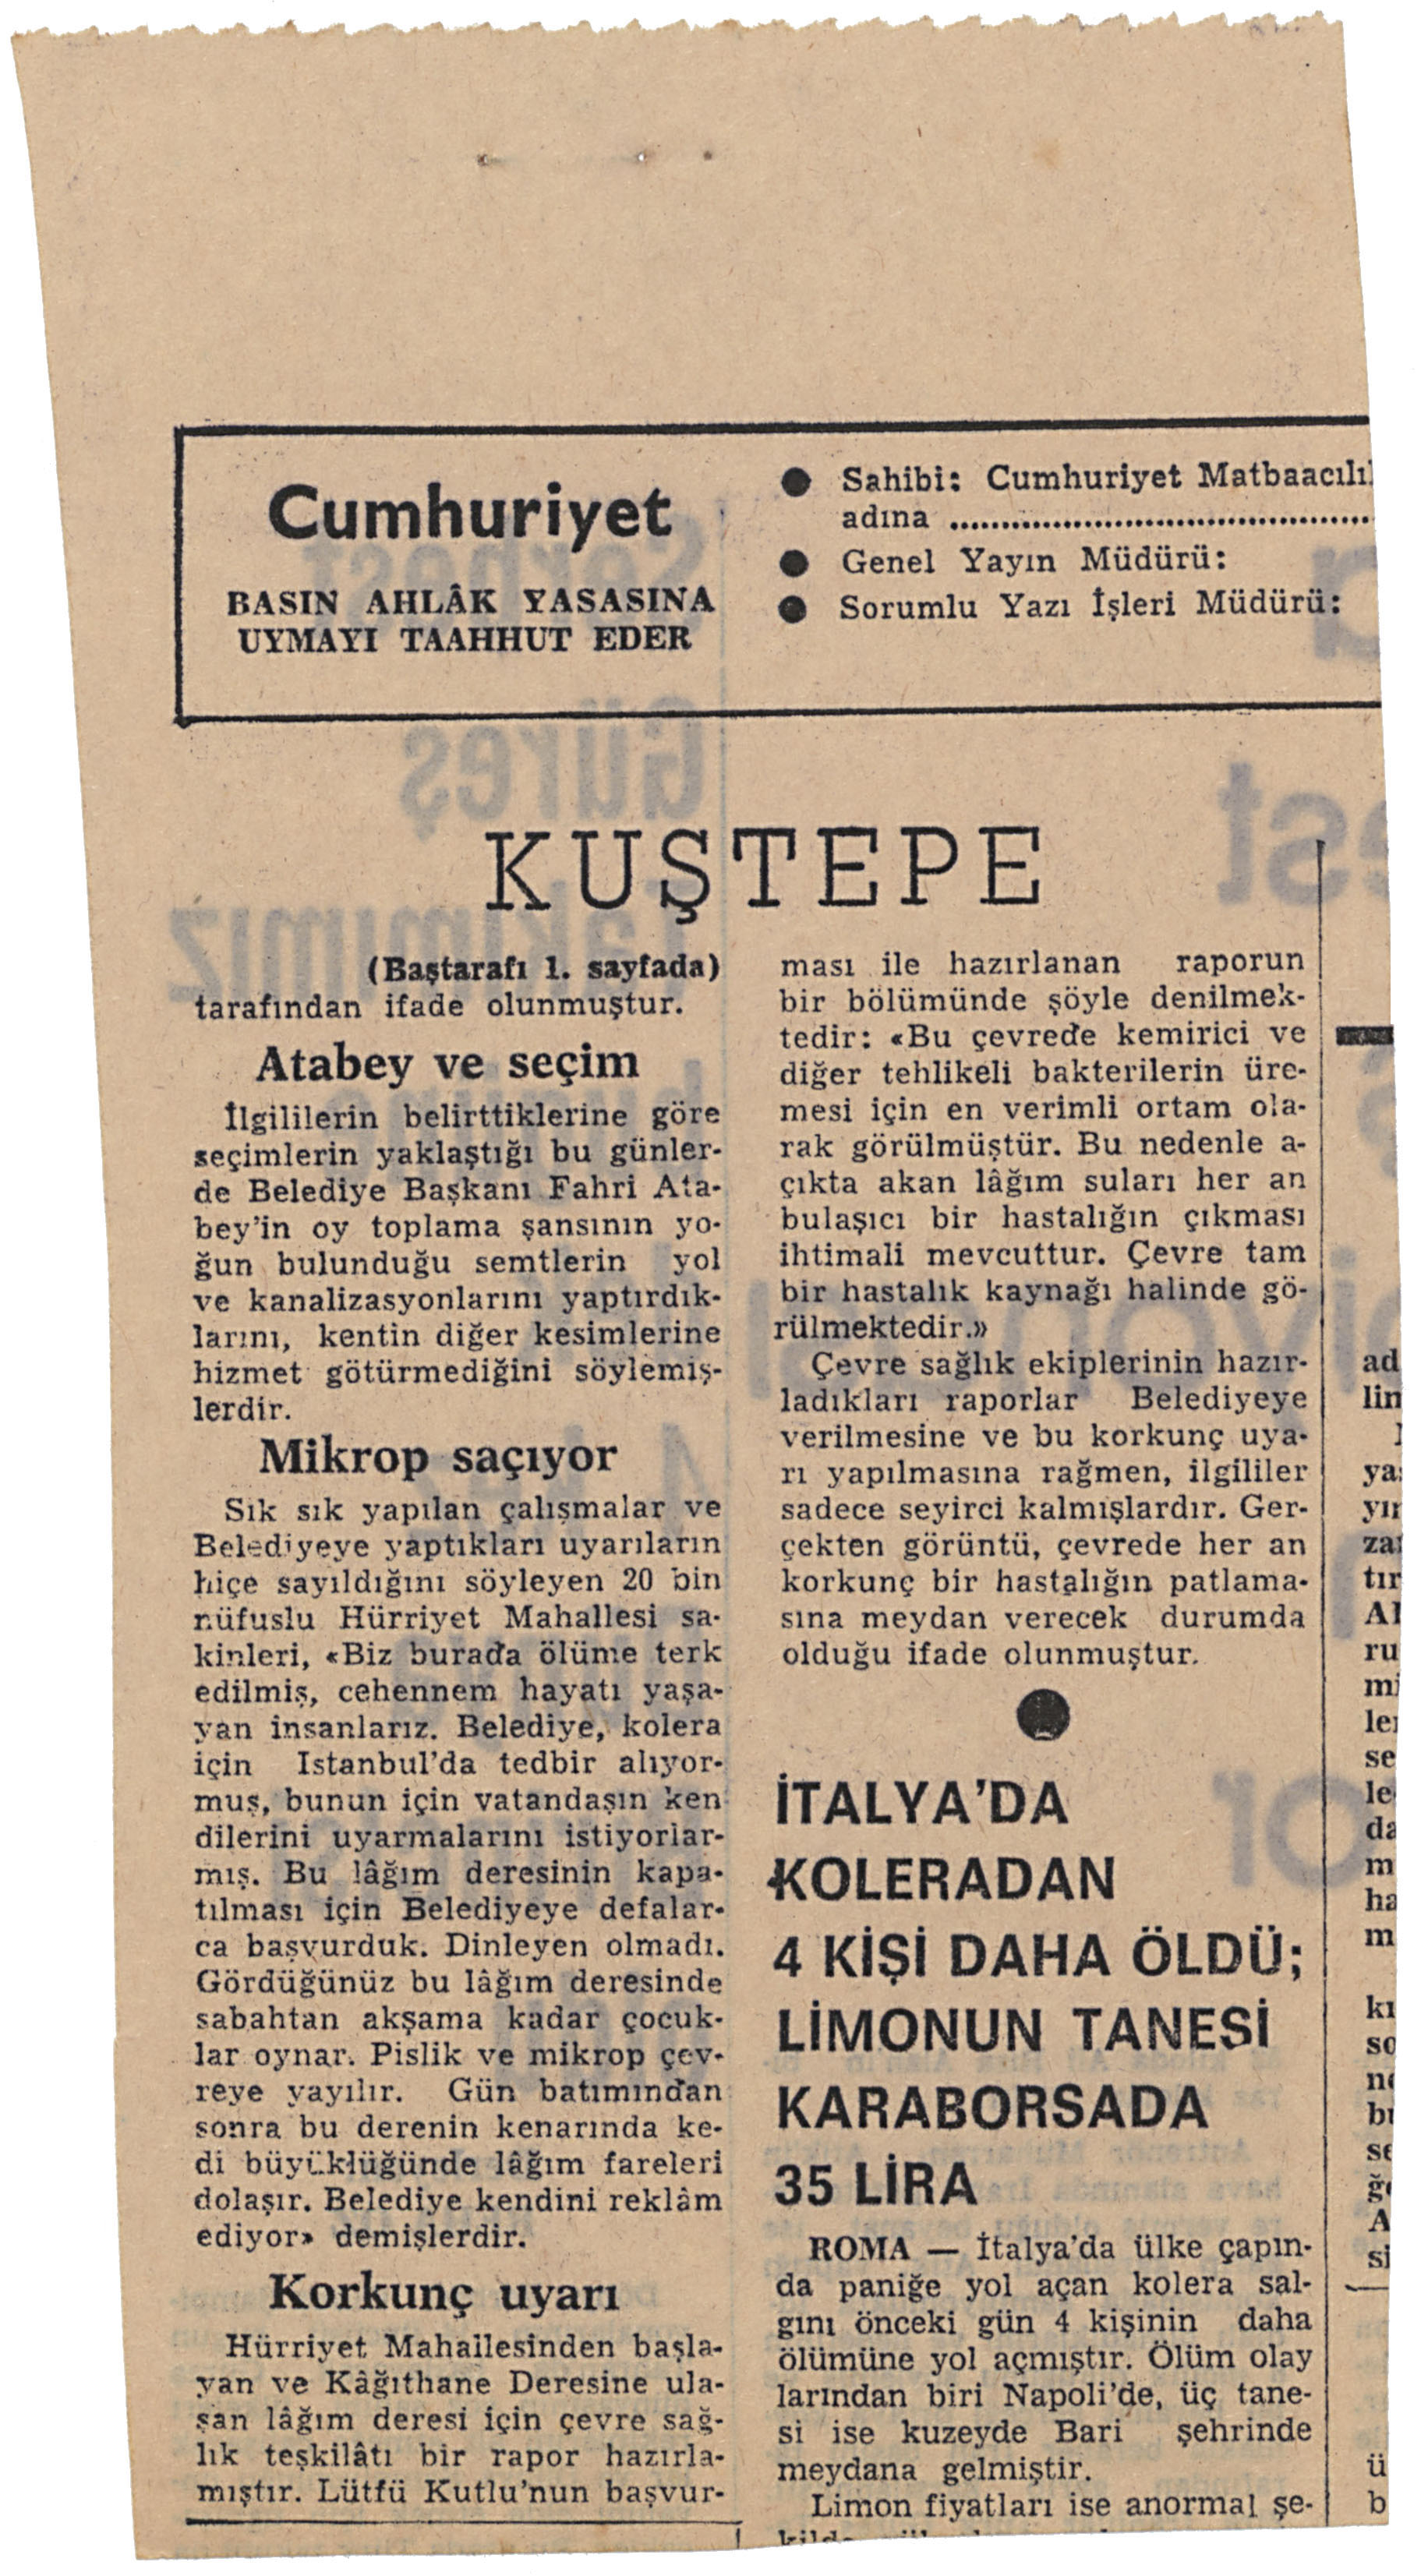 Cumhuriyet
BASIN AHLÂK YASASINA
UYMAYI TAAHHUT EDER
● Sahibi: Cumhuriyet
adına ........................................
● Genel Yayın Müdürü:
● Sorumlu Yazı İşleri Müdürü:
KUŞTEPE
(Baştarafı 1. sayfada)
tarafından ifade olunmuştur.
Atabey ve seçim
İlgililerin belirttiklerine göre
seçimlerin yaklaştığı bu günler-
de Belediye Başkanı Fahri Ata-
bey'in oy toplama şansının yo-
ğun bulunduğu semtlerin yol
ve kanalizasyonlarını yaptırdık-
larını, kentin diğer kesimlerine
hizmet götürmediğini söylemiş-
lerdir.
Mikrop saçıyor
Sık sık yapılan çalışmalar ve
Belediyeye yaptıkları uyarıların
hiçe sayıldığını söyleyen 20 bin
nüfuslu Hürriyet Mahallesi sa-
kinleri, «Biz burada ölüme terk
edilmiş, cehennem hayatı yaşa-
yan insanlarız. Belediye, kolera
için Istanbul'da tedbir alıyor-
muş, bunun için vatandaşın ken
dilerini uyarmalarını istiyorlar-
mış. Bu lâğım deresinin kapa-
tılması için Belediyeye defalar-
ca başvurduk. Dinleyen olmadı.
Gördüğünüz bu lâğım deresinde
sabahtan akşama kadar çocuk-
lar oynar. Pislik ve mikrop çev-
reye yayılır. Gün batımından
sonra bu derenin kenarında ke-
di büyüklüğünde lâğım fareleri
dolaşır. Belediye kendini reklâm
ediyor» demişlerdir.
Korkunç uyarı
Hürriyet Mahallesinden başla-
yan ve Kâğıthane Deresine ula-
şan lâğım deresi için çevre sağ-
lık teşkilâtı bir rapor hazırla-
mıştır. Lütfü Kutlu'nun başvur-
ması ile hazırlanan raporun
bir bölümünde şöyle denilmek-
tedir: «Bu çevrede kemirici ve
diğer tehlikeli bakterilerin üre-
mesi için en verimli ortam ola-
rak görülmüştür. Bu nedenle a-
çıkta akan lâğım suları her an
bulaşıcı bir hastalığın çıkması
ihtimali mevcuttur. Çevre tam
bir hastalık kaynağı halinde gö-
rülmektedir.»
Çevre sağlık ekiplerinin hazır-
ladıkları raporlar Belediyeye
verilmesine ve bu korkunç uya-
rı yapılmasına rağmen, ilgililer
sadece seyirci kalmışlardır. Ger-
çekten görüntü, çevrede her an
korkunç bir hastalığın patlama-
sına meydan verecek durumda
olduğu ifade olunmuştur.
İTALYA'DA
KOLERADAN
4 KİŞİ DAHA ÖLDÜ;
LİMONUN TANESİ
KARABORSADA
35 LİRA
ROMA — İtalya'da ülke çapın-
da paniğe yol açan kolera sal-
gını önceki gün 4 kişinin daha
ölümüne yol açmıştır. Ölüm olay
larından biri Napoli'de, üç tane-
si ise kuzeyde Bari şehrinde
meydana gelmiştir.
Limon fiyatları ise anormal şe-